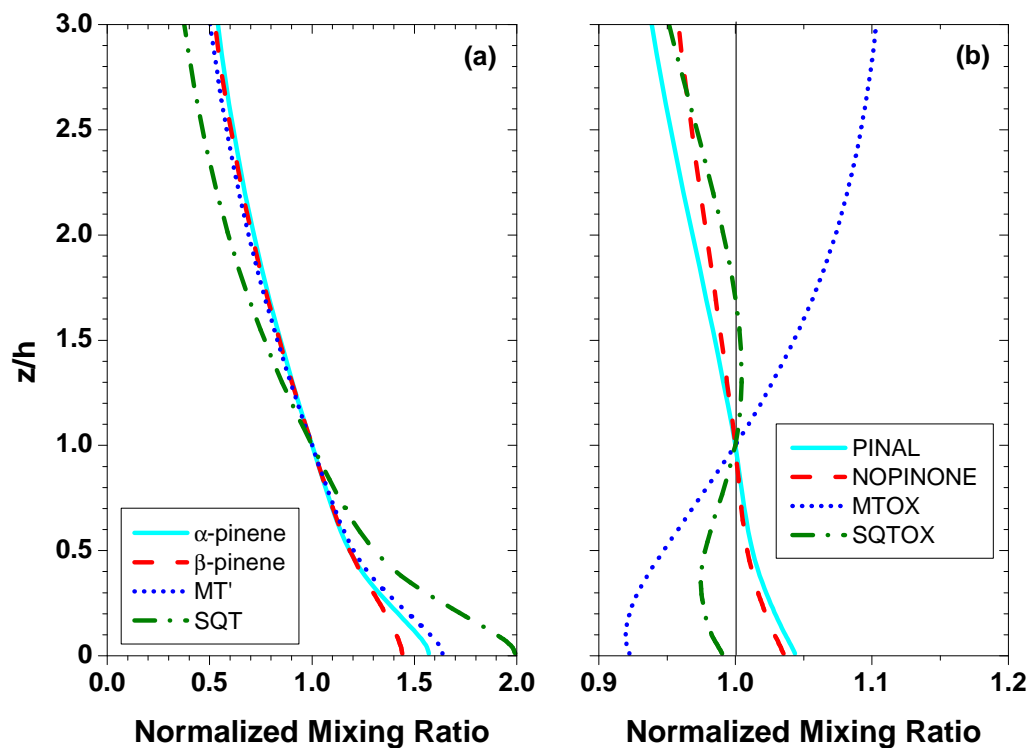 (a)
(b)
z/h
3.0
2.5
2.0
1.5
1.0
0.5
0
α-pinene
β-pinene
MT'
SQT
PINAL
NOPINONE
MTOX
SQTOX
0.0 0.5 1.0 1.5 2.0
0.9 1.0 1.1 1.2
Normalized Mixing Ratio
Normalized Mixing Ratio